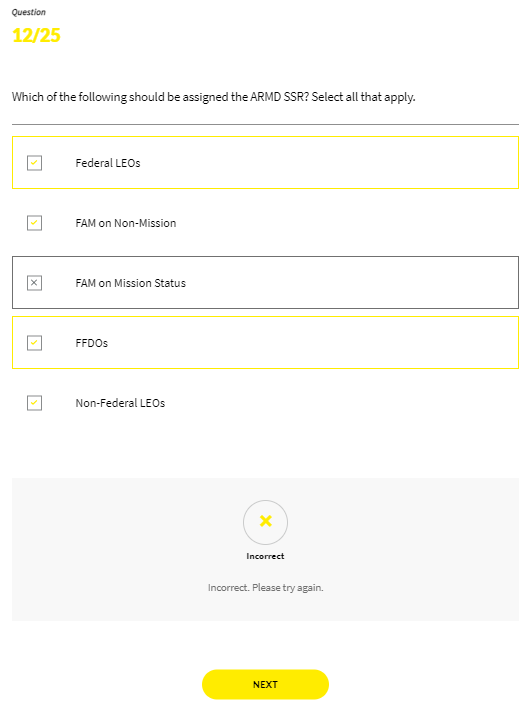 Question
12/25
Which of the following should be assigned the ARMD SSR? Select all that apply.
Federal LEOs
FAM on Non-Mission
FAM on Mission Status
FFDOs
Non-Federal LEOs
Incorrect
Incorrect. Please try again.
NEXT